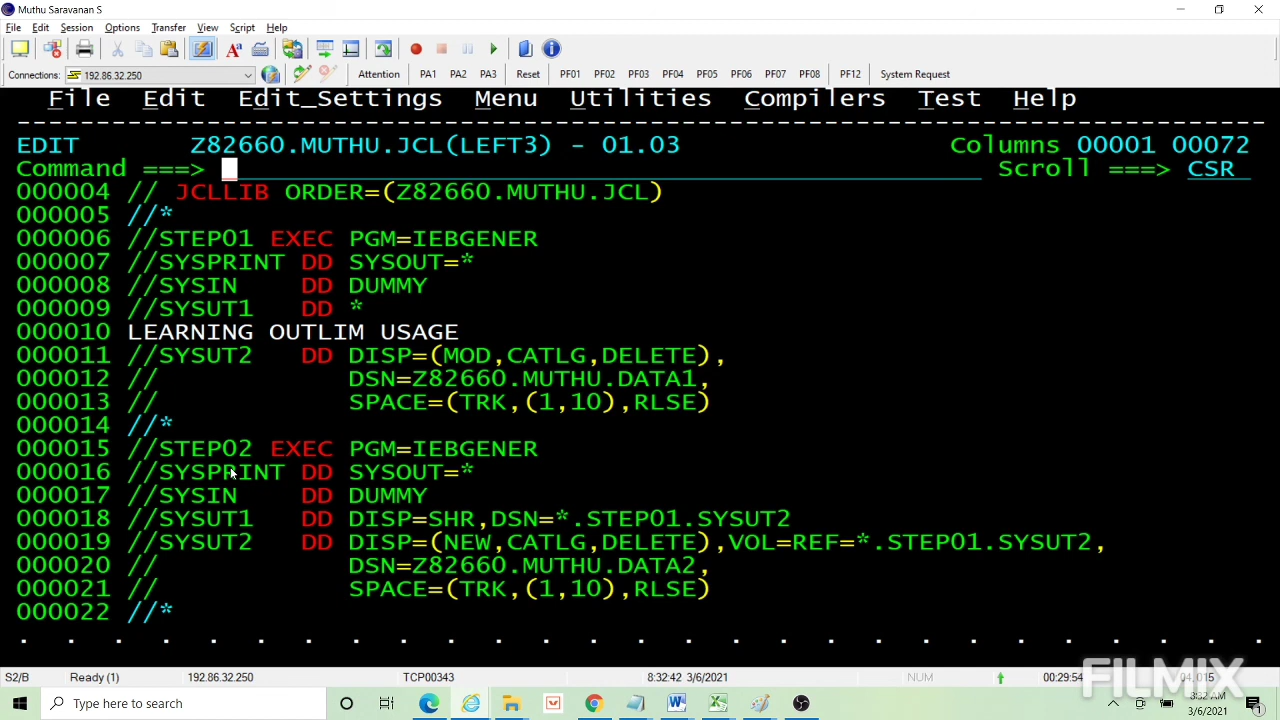 Muthu Saravanan S
File Edit Session Options Transfer View Script Help
Connections: 192.86.32.250 Attention PA1 PA2 PA3 Reset PF01 PF02 PF03 PF04 PF05 PF06 PF07 PF08 PF12 System Request
File Edit Edit_Settings Menu Utilities Compilers Test Help
EDIT Z82660.MUTHU.JCL(LEFT3) - 01.03 Columns 00001 00072
Command ===> Scroll ===> CSR
000004 // JCLLIB ORDER=(Z82660.MUTHU.JCL)
000005 //*
000006 //STEP01 EXEC PGM=IEBGENER
000007 //SYSPRINT DD SYSOUT=*
000008 //SYSIN DD DUMMY
000009 //SYSUT1 DD *
000010 LEARNING OUTLIM USAGE
000011 //SYSUT2 DD DISP=(MOD,CATLG,DELETE),
000012 // DSN=Z82660.MUTHU.DATA1,
000013 // SPACE=(TRK,(1,10),RLSE)
000014 //*
000015 //STEP02 EXEC PGM=IEBGENER
000016 //SYSPRINT DD SYSOUT=*
000017 //SYSIN DD DUMMY
000018 //SYSUT1 DD DISP=SHR,DSN=*.STEP01.SYSUT2
000019 //SYSUT2 DD DISP=(NEW,CATLG,DELETE),VOL=REF=*.STEP01.SYSUT2,
000020 // DSN=Z82660.MUTHU.DATA2,
000021 // SPACE=(TRK,(1,10),RLSE)
000022 //*
S2/B Ready (1) 192.86.32.250 TCP00343 8:32:42 3/6/2021 NUM 00:29:54 04,015
FILMIX
Type here to search 8:32 AM
3/6/2021